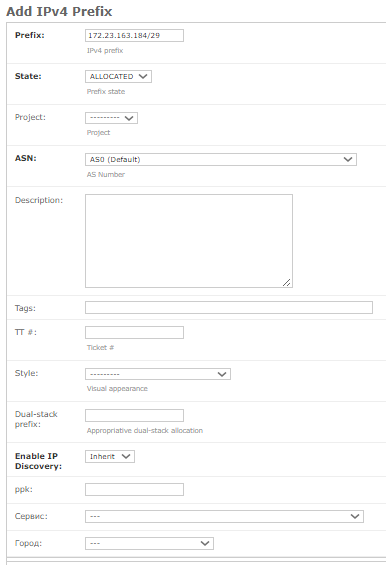 Add IPv4 Prefix
Prefix: 172.23.163.184/29
IPv4 prefix
State: ALLOCATED
Prefix state
Project: ---------
Project
ASN: AS0 (Default)
AS Number
Description:
Tags:
TT #:
Ticket #
Style: ---------
Visual appearance
Dual-stack
prefix:
Appropriative dual-stack allocation
Enable IP
Discovery: Inherit
ppk:
Сервис: ---
Город: ---